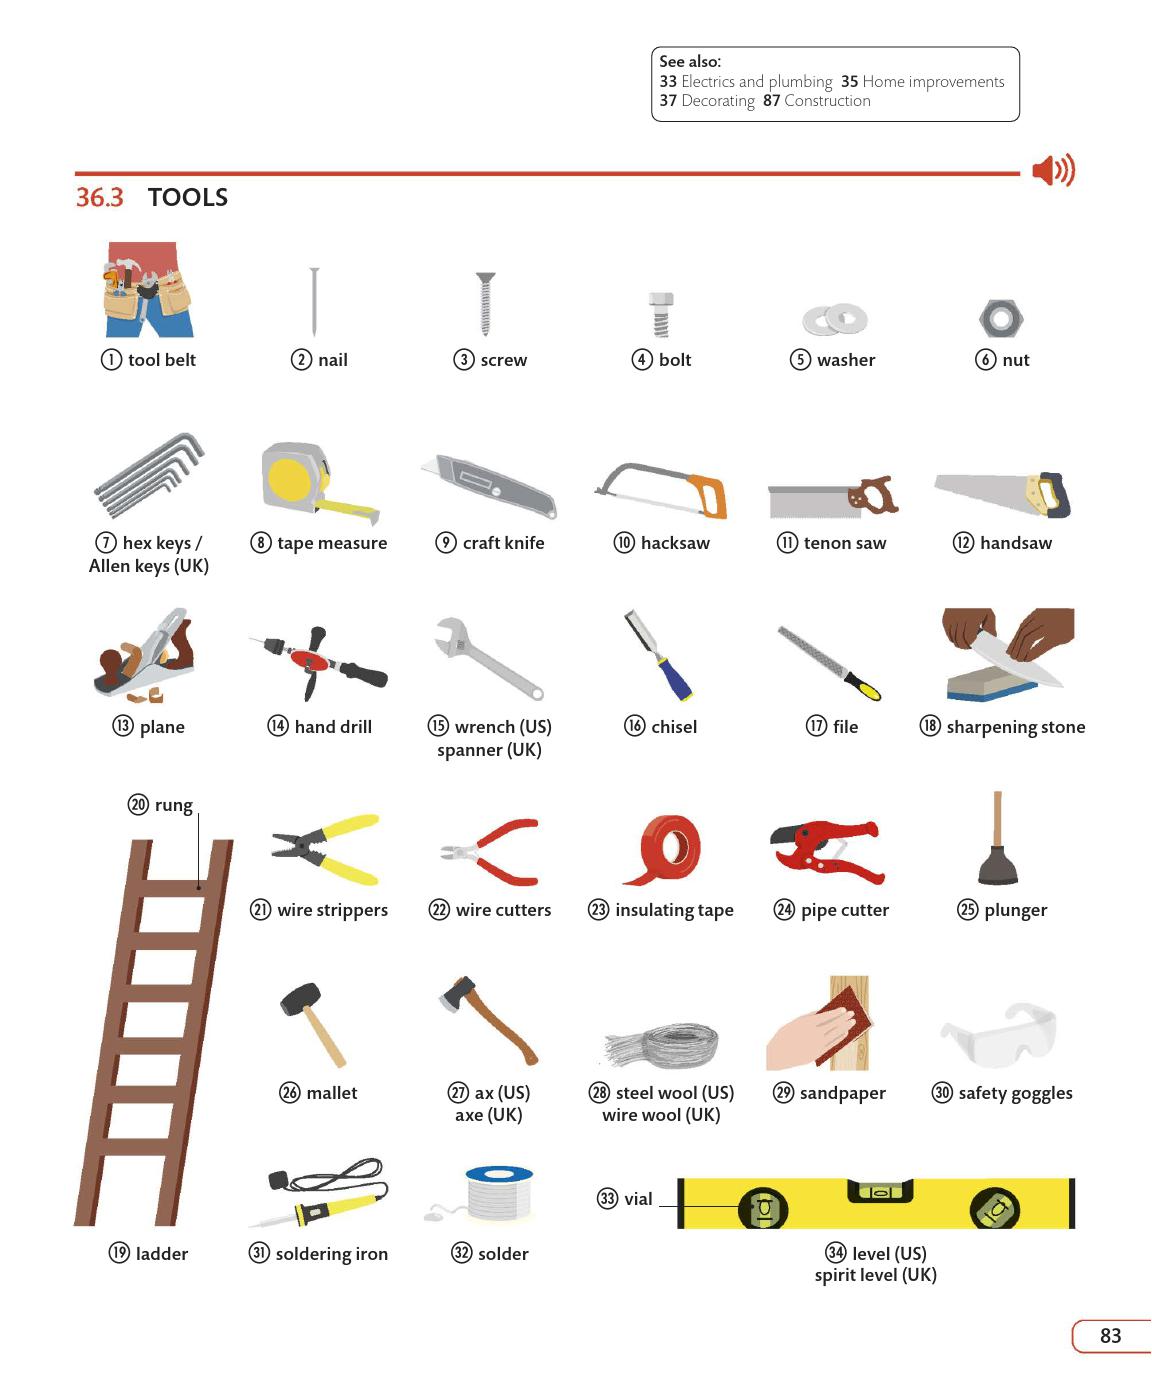 See also:
33 Electrics and plumbing 35 Home improvements
37 Decorating 87 Construction
36.3 TOOLS
1 tool belt
2 nail
3 screw
4 bolt
5 washer
6 nut
7 hex keys /
Allen keys (UK)
8 tape measure
9 craft knife
10 hacksaw
11 tenon saw
12 handsaw
13 plane
14 hand drill
15 wrench (US)
spanner (UK)
16 chisel
17 file
18 sharpening stone
20 rung
21 wire strippers
22 wire cutters
23 insulating tape
24 pipe cutter
25 plunger
26 mallet
27 ax (US)
axe (UK)
28 steel wool (US)
wire wool (UK)
29 sandpaper
30 safety goggles
33 vial
19 ladder
31 soldering iron
32 solder
34 level (US)
spirit level (UK)
83